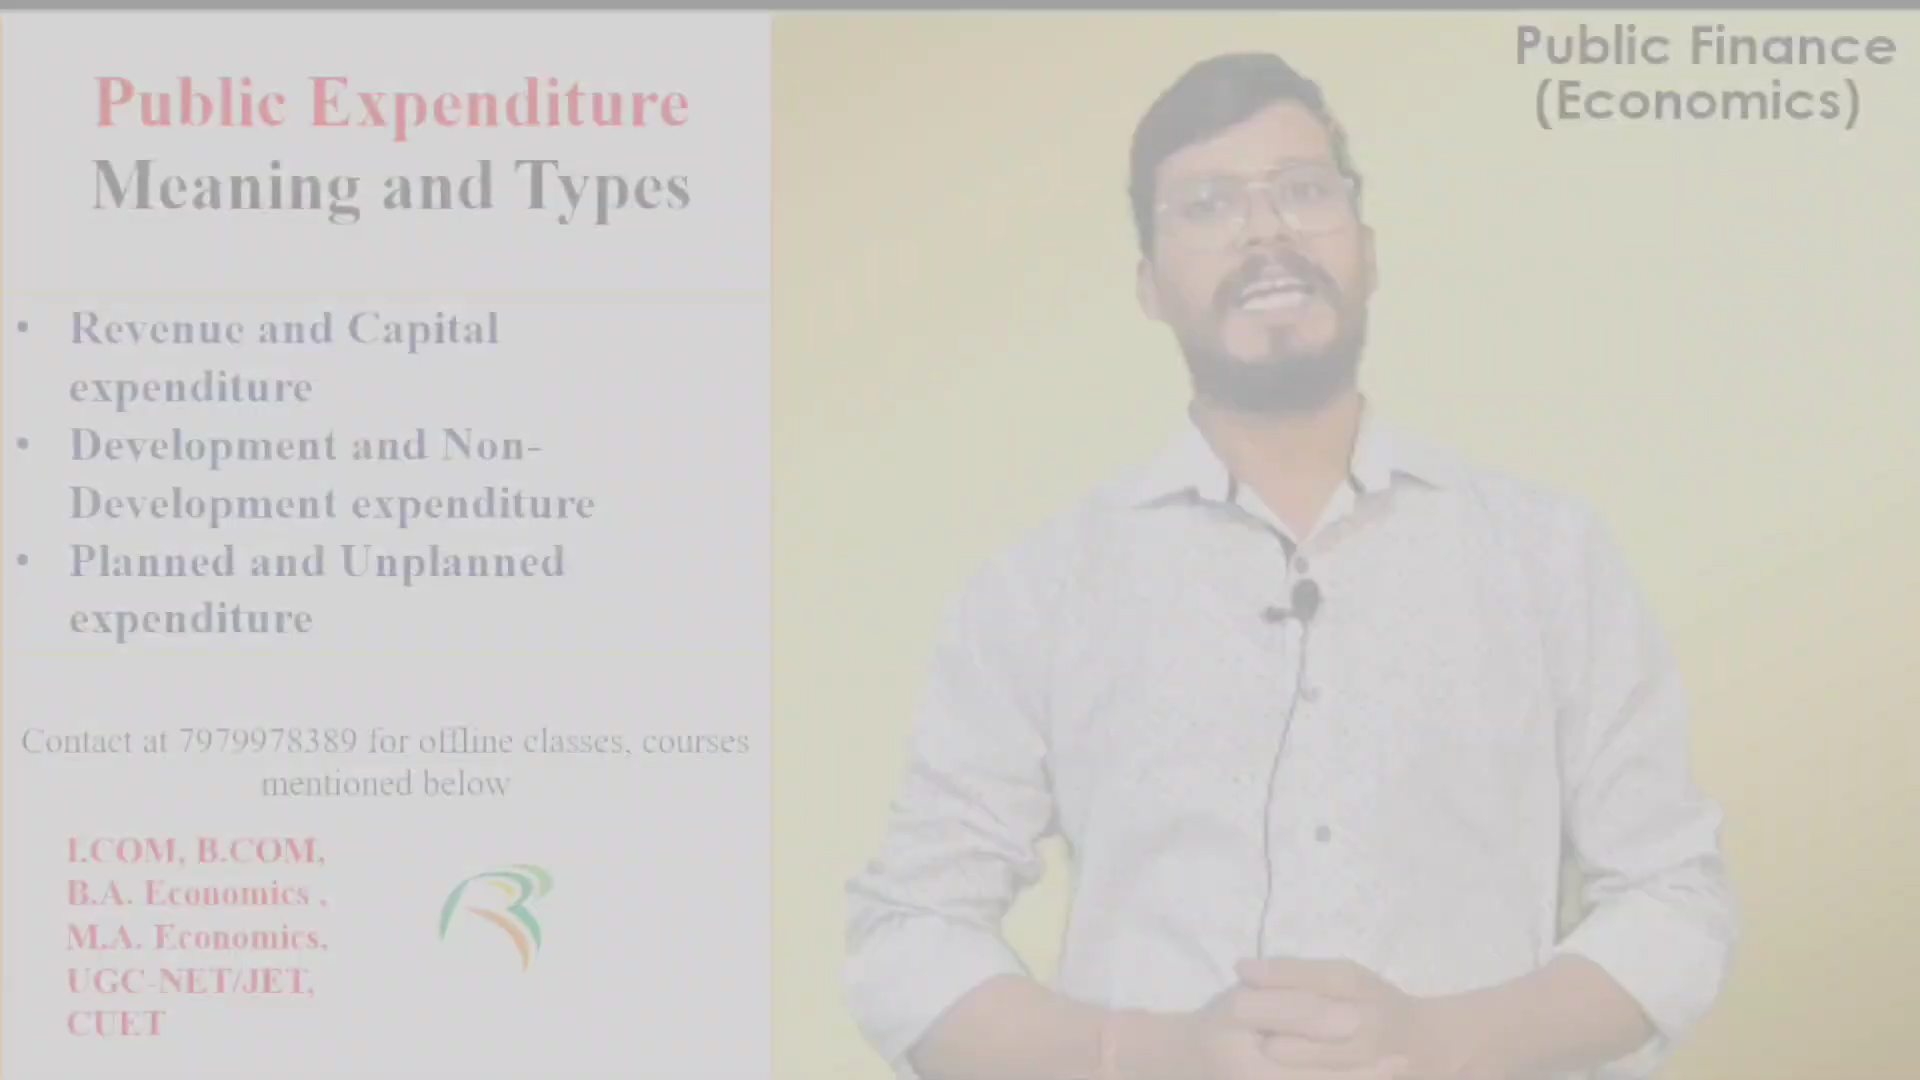 Public Expenditure
Meaning and Types
• Revenue and Capital
expenditure
• Development and Non-
Development expenditure
• Planned and Unplanned
expenditure
Contact at 7979978389 for offline classes, courses
mentioned below
I.COM, B.COM,
B.A. Economics ,
M.A. Economics,
UGC-NET/JET,
CUET
Public Finance
(Economics)